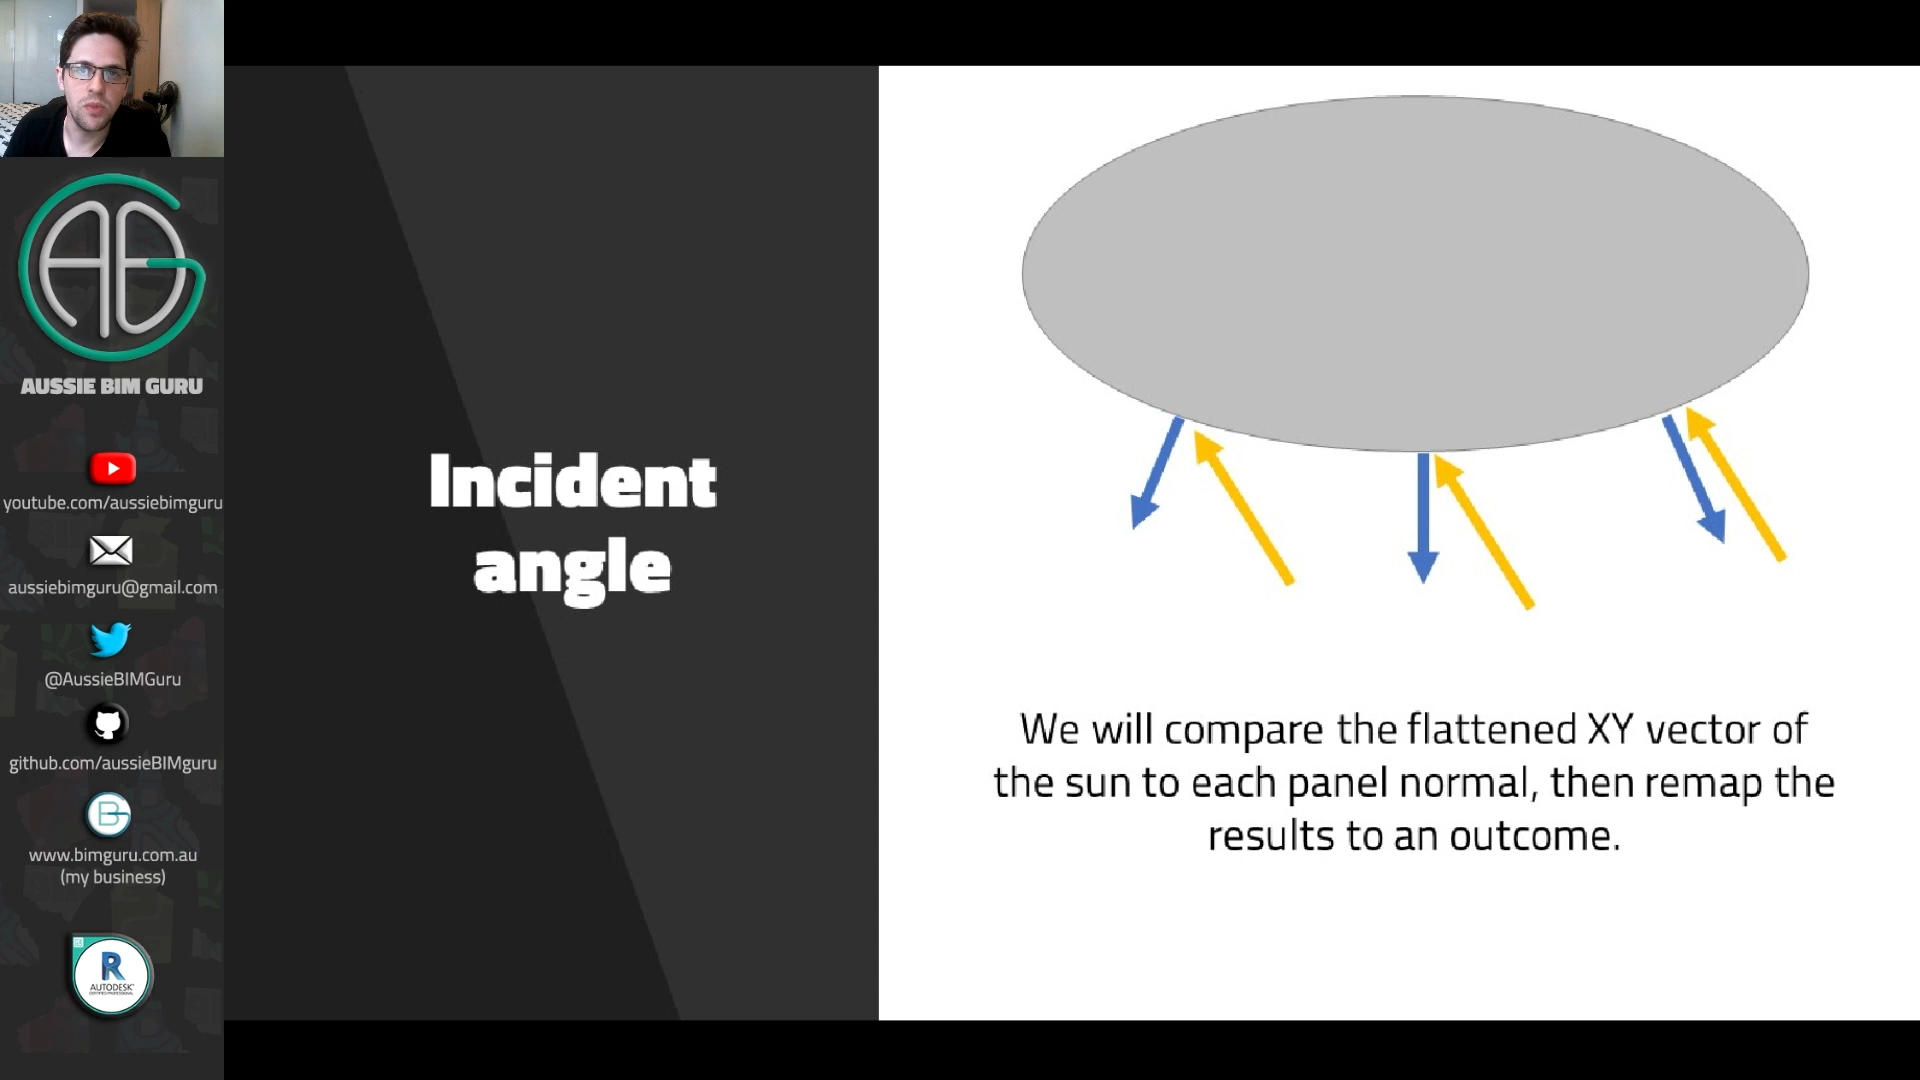 AUSSIE BIM GURU
youtube.com/aussiebimguru
aussiebimguru@gmail.com
@AussieBIMGuru
github.com/aussieBIMguru
www.bimguru.com.au
(my business)
R
AUTODESK
Incident
angle
We will compare the flattened XY vector of
the sun to each panel normal, then remap the
results to an outcome.